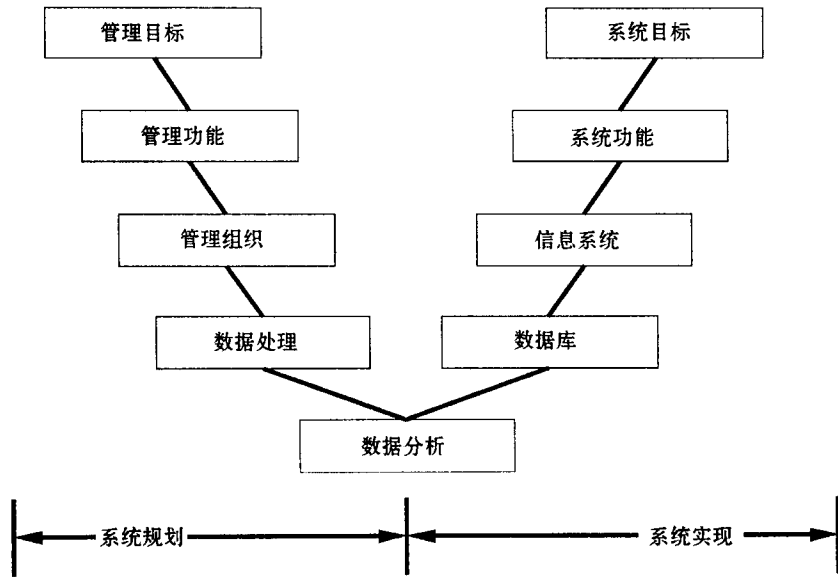 管理目标
系统目标
管理功能
系统功能
管理组织
信息系统
数据处理
数据库
数据分析
系统规划
系统实现